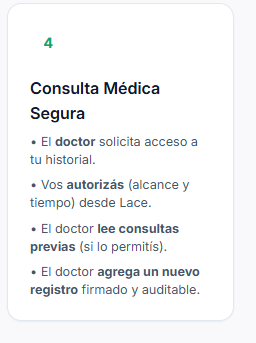 4
Consulta Médica
Segura
• El doctor solicita acceso a
tu historial.
• Vos autorizás (alcance y
tiempo) desde Lace.
• El doctor lee consultas
previas (si lo permitís).
• El doctor agrega un nuevo
registro firmado y auditable.